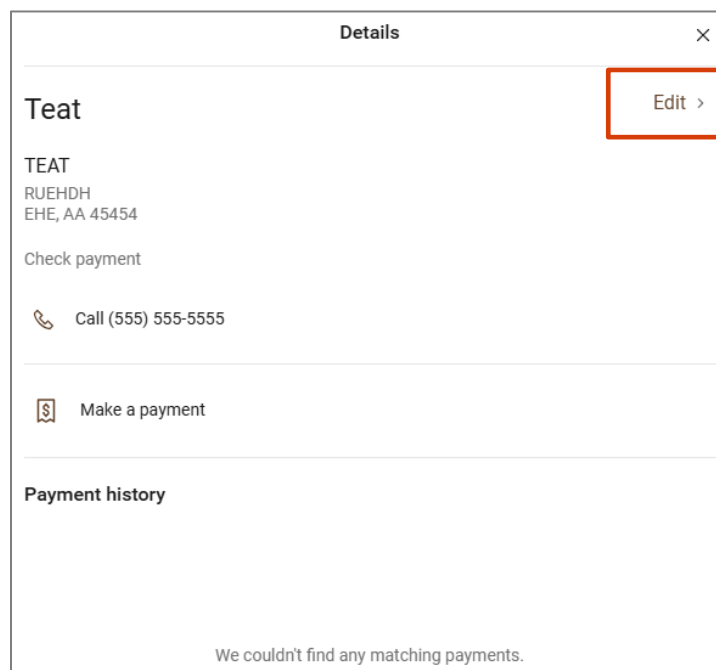 Details
Teat
Edit
TEAT
RUEHDH
EHE, AA 45454
Check payment
Call (555) 555-5555
Make a payment
Payment history
We couldn't find any matching payments.